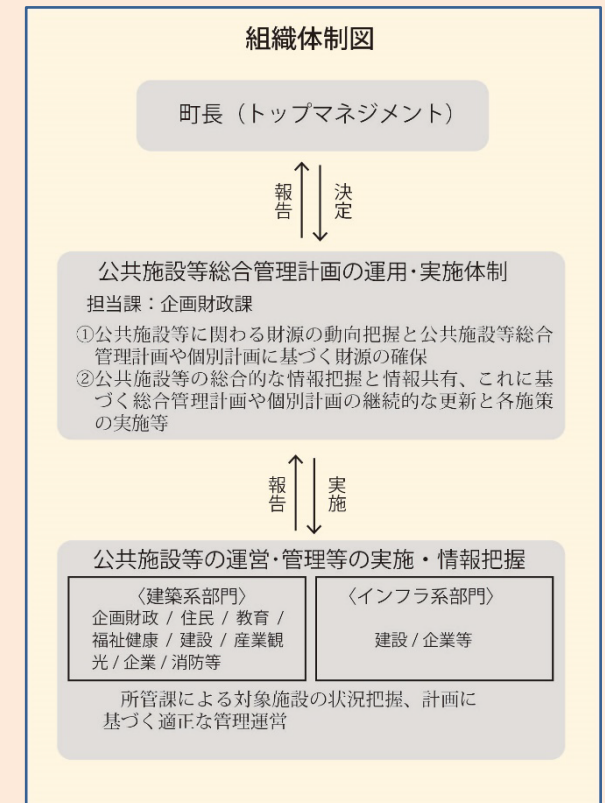 組織体制図
町長（トップマネジメント）
報告
決定
公共施設等総合管理計画の運用･実施体制
担当課：企画財政課
①公共施設等に関わる財源の動向把握と公共施設等総合
管理計画や個別計画に基づく財源の確保
②公共施設等の総合的な情報把握と情報共有、これに基
づく総合管理計画や個別計画の継続的な更新と各施策
の実施等
報告
実施
公共施設等の運営･管理等の実施・情報把握
〈建築系部門〉
企画財政 / 住民 / 教育 /
福祉健康 / 建設 / 産業観
光 / 企業 / 消防等
〈インフラ系部門〉
建設 / 企業等
所管課による対象施設の状況把握、計画に
基づく適正な管理運営